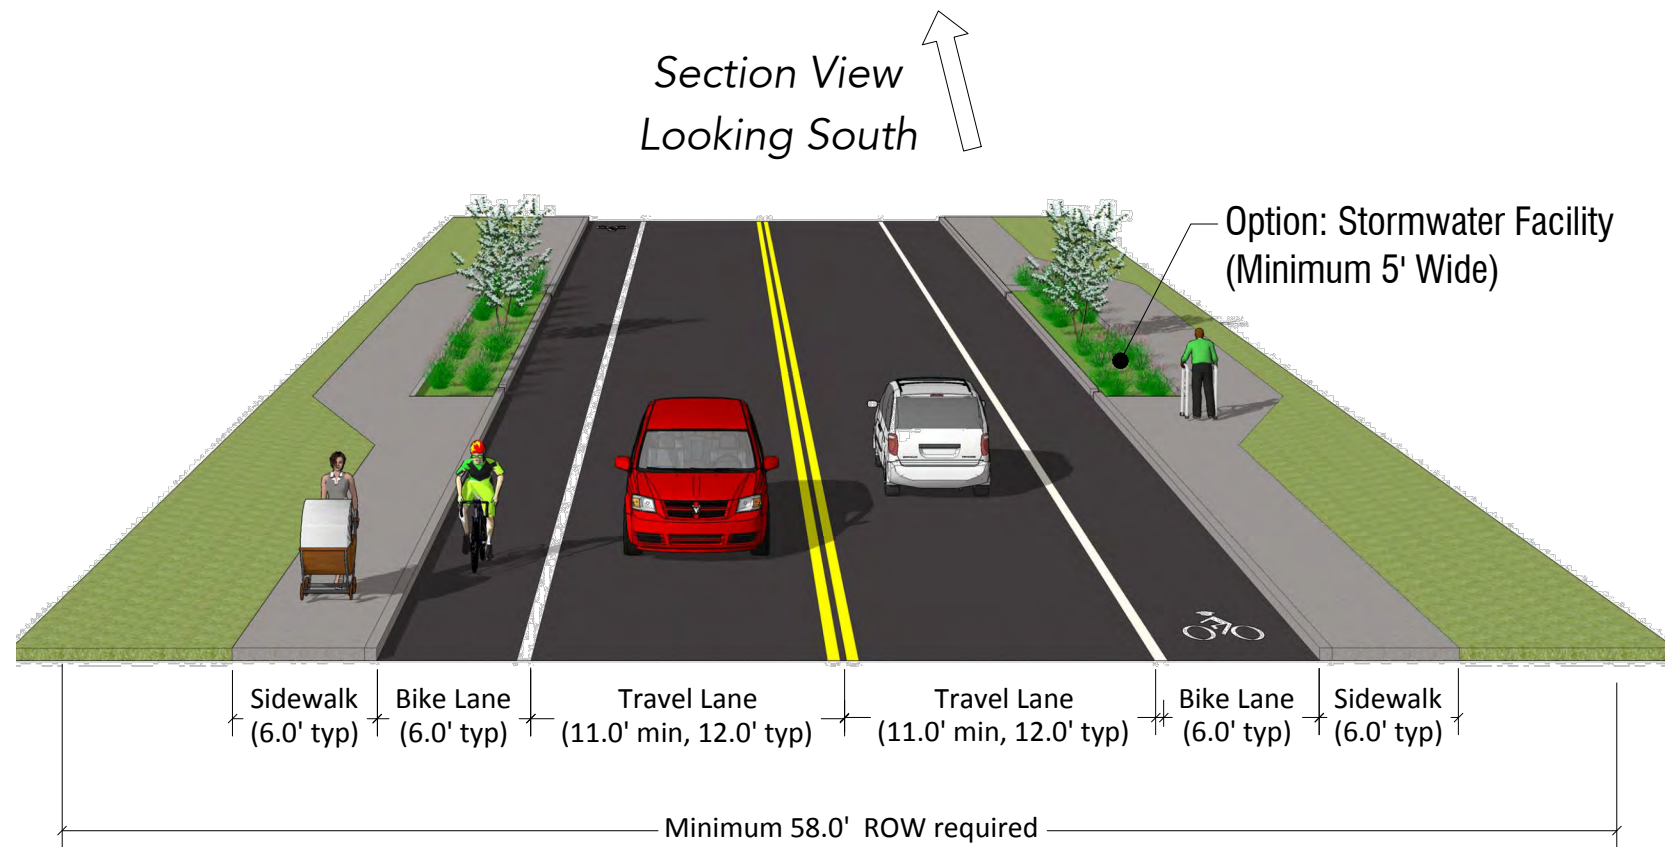 Section View
Looking South
Option: Stormwater Facility
(Minimum 5' Wide)
Sidewalk
(6.0' typ)
Bike Lane
(6.0' typ)
Travel Lane
(11.0' min, 12.0' typ)
Travel Lane
(11.0' min, 12.0' typ)
Bike Lane
(6.0' typ)
Sidewalk
(6.0' typ)
Minimum 58.0' ROW required